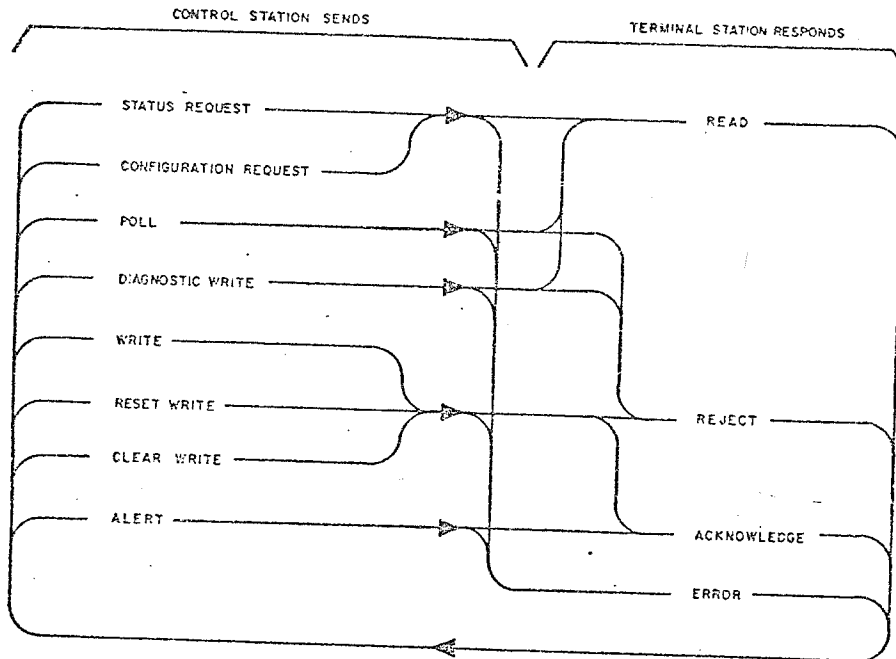 CONTROL STATION SENDS
TERMINAL STATION RESPONDS
STATUS REQUEST
READ
CONFIGURATION REQUEST
POLL
DIAGNOSTIC WRITE
WRITE
RESET WRITE
REJECT
CLEAR WRITE
ALERT
ACKNOWLEDGE
ERROR